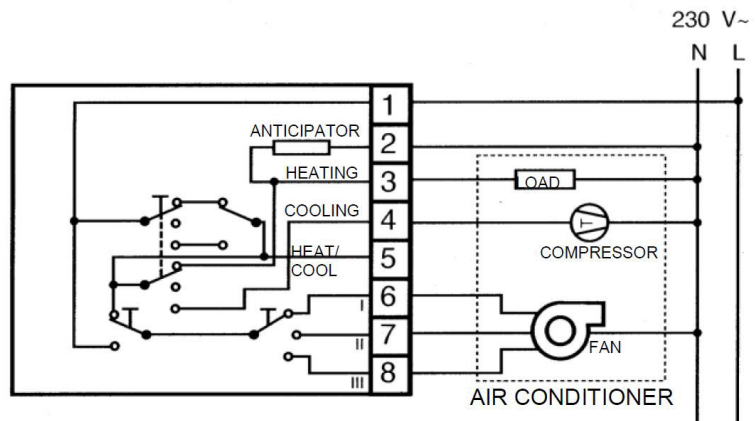 230 V~
N L
1
ANTICIPATOR
2
HEATING
3
OAD
COOLING
4
COMPRESSOR
HEAT/
COOL
5
I
6
II
7
FAN
III
8
AIR CONDITIONER